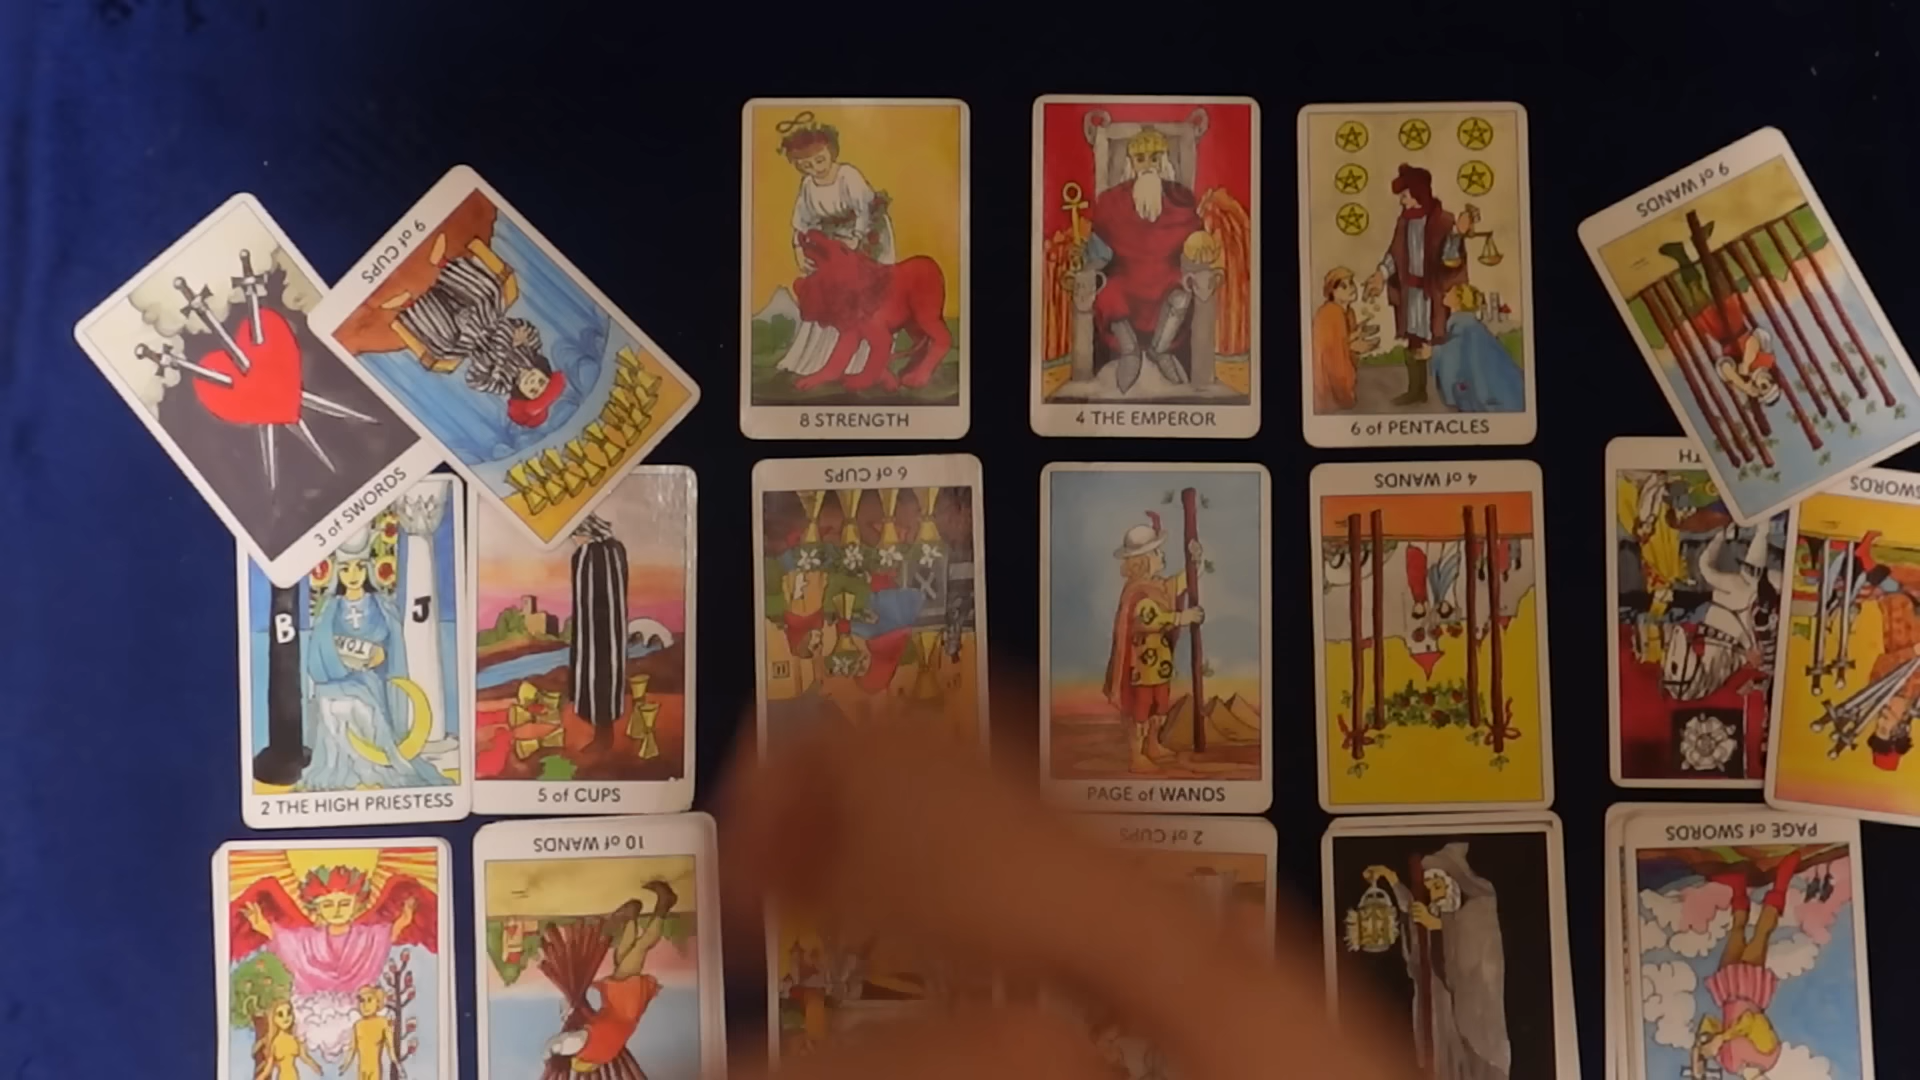 8 STRENGTH
4 THE EMPEROR
6 of PENTACLES
9 of WANDS
3 of SWORDS
9 of CUPS
2 THE HIGH PRIESTESS
B
J
5 of CUPS
6 of CUPS
PAGE of WANDS
4 of WANDS
TH
SWORDS
10 of WANDS
2 of CUPS
PAGE of SWORDS